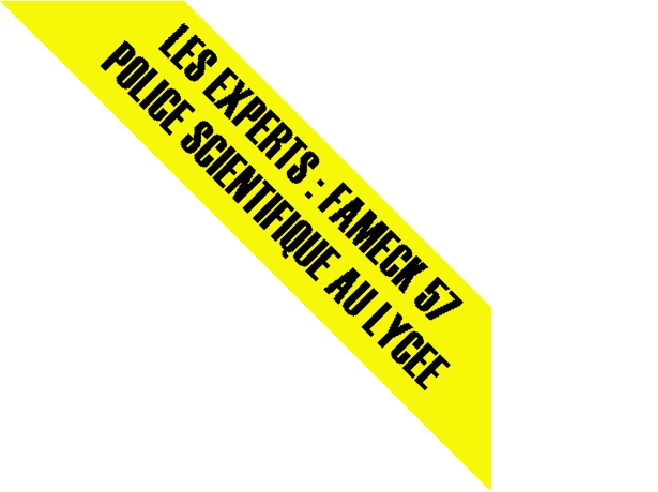 LES EXPERTS : FAMECK 57
POLICE SCIENTIFIQUE AU LYCEE